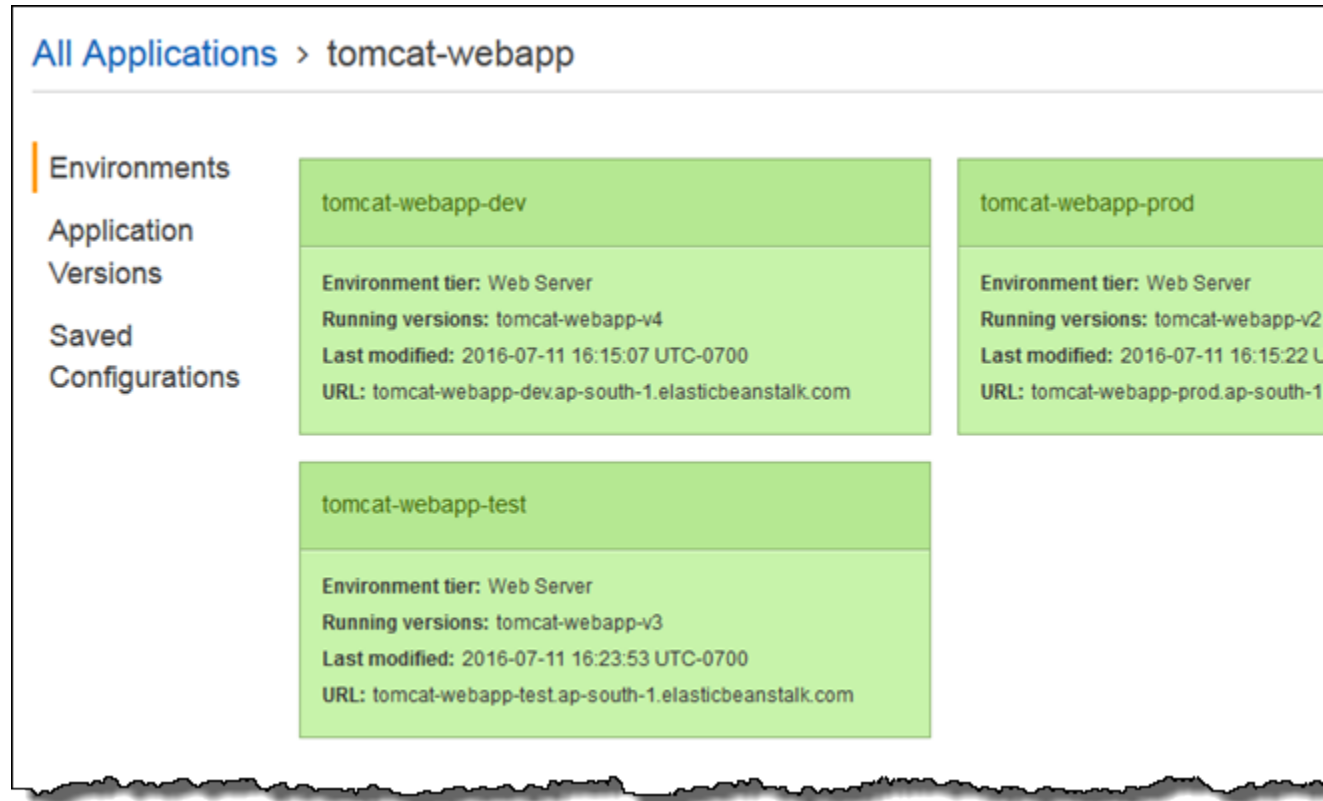 All Applications > tomcat-webapp
Environments
Application
Versions
Saved
Configurations
tomcat-webapp-dev
Environment tier: Web Server
Running versions: tomcat-webapp-v4
Last modified: 2016-07-11 16:15:07 UTC-0700
URL: tomcat-webapp-dev.ap-south-1.elasticbeanstalk.com
tomcat-webapp-prod
Environment tier: Web Server
Running versions: tomcat-webapp-v2
Last modified: 2016-07-11 16:15:22 U
URL: tomcat-webapp-prod.ap-south-1
tomcat-webapp-test
Environment tier: Web Server
Running versions: tomcat-webapp-v3
Last modified: 2016-07-11 16:23:53 UTC-0700
URL: tomcat-webapp-test.ap-south-1.elasticbeanstalk.com